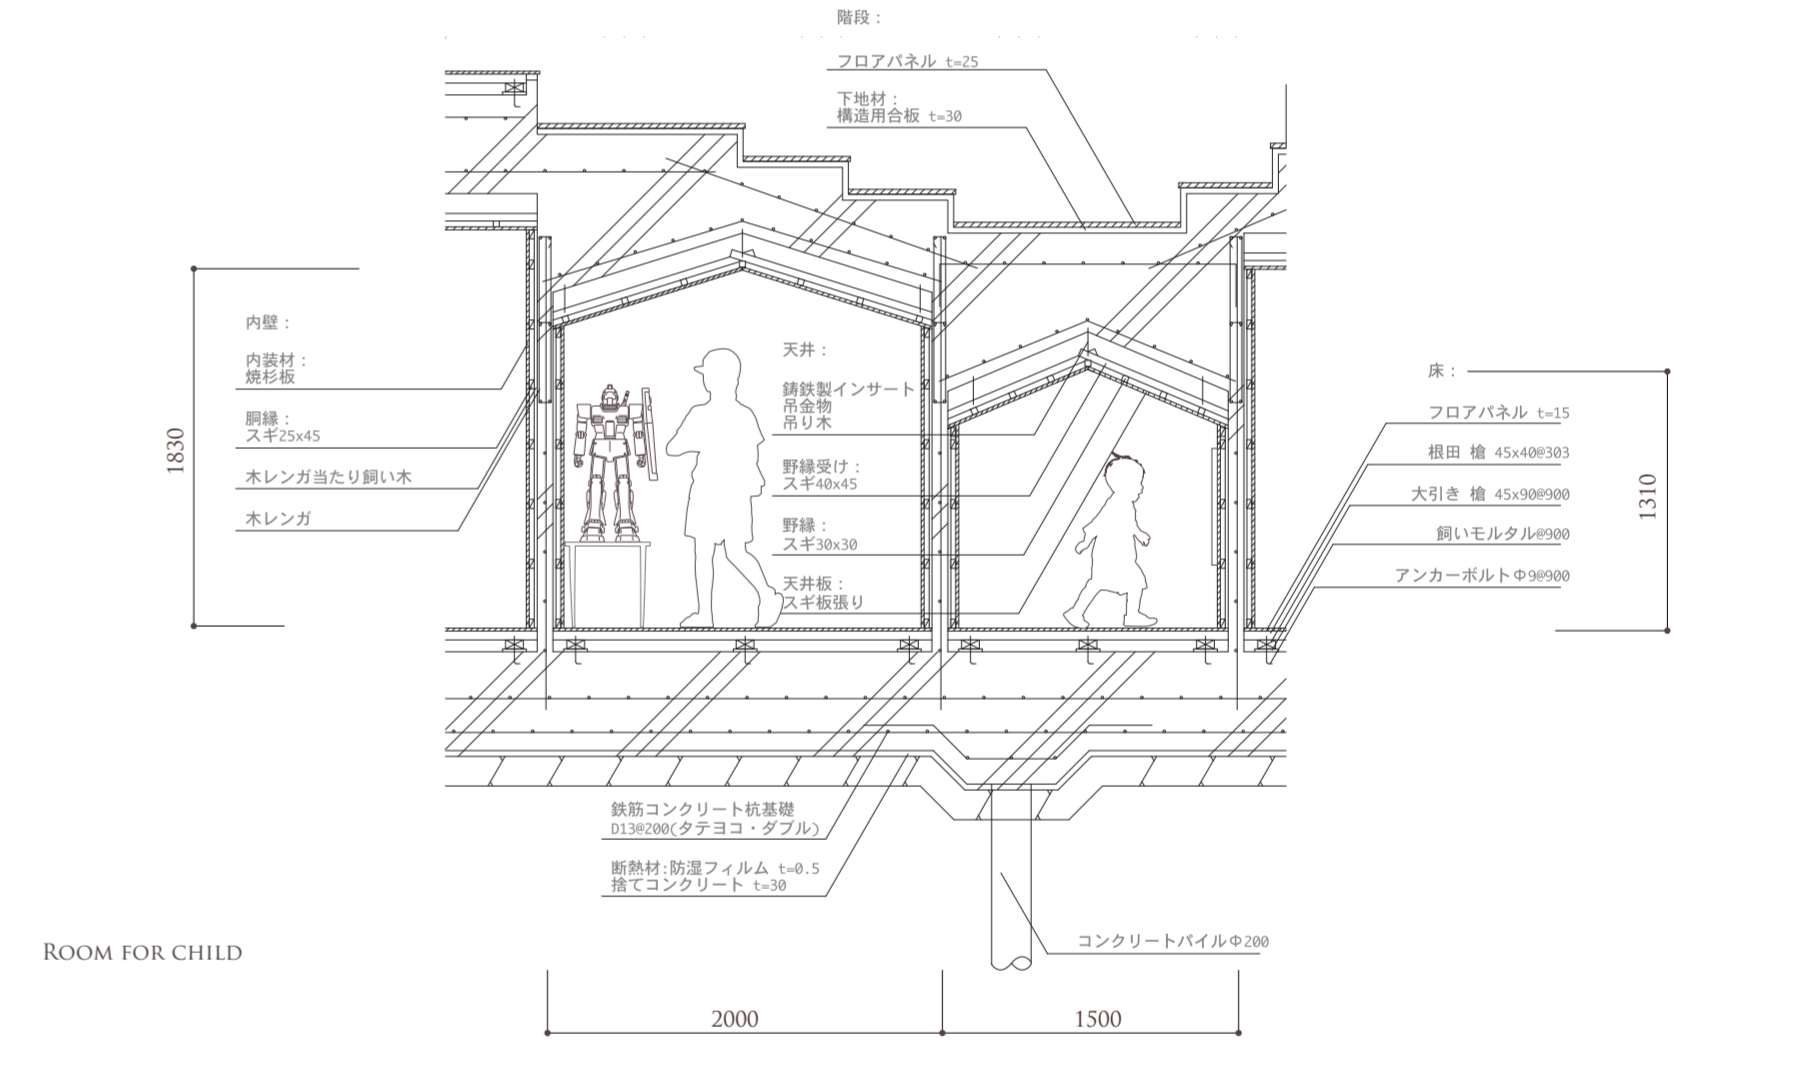 階段：
フロアパネル t=25
下地材：
構造用合板 t=30
内壁：
内装材：
焼杉板
胴縁：
スギ25x45
木レンガ当たり飼い木
木レンガ
1830
天井：
鋳鉄製インサート
吊金物
吊り木
野縁受け：
スギ40x45
野縁：
スギ30x30
天井板：
スギ板張り
床：
フロアパネル t=15
根田 槍 45x40@303
大引き 槍 45x90@900
飼いモルタル@900
アンカーボルトΦ9@900
1310
鉄筋コンクリート杭基礎
D13@200(タテヨコ・ダブル)
断熱材:防湿フィルム t=0.5
捨てコンクリート t=30
コンクリートパイルΦ200
ROOM FOR CHILD
2000
1500